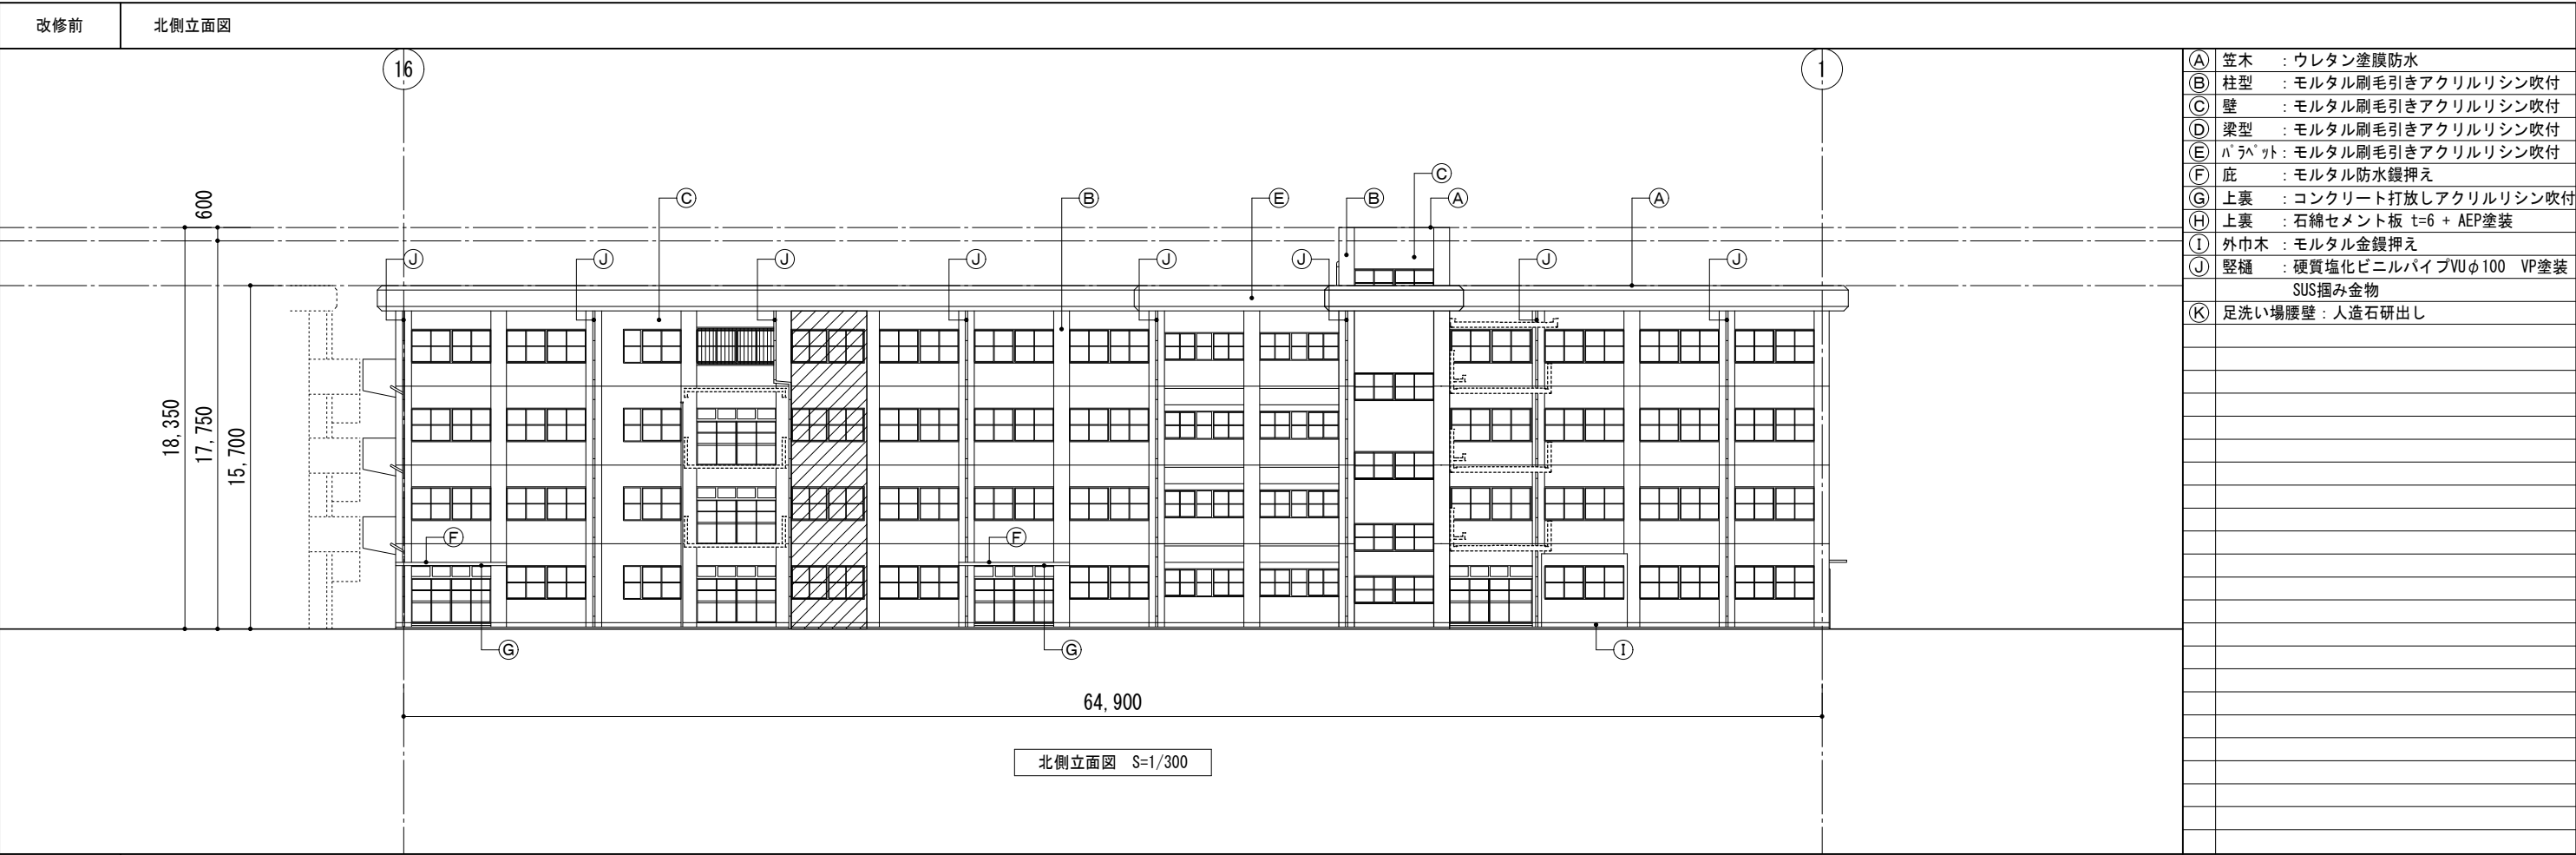 改修前 北側立面図
16
1
Ⓐ 笠木 ：ウレタン塗膜防水
Ⓑ 柱型 ：モルタル刷毛引きアクリルリシン吹付
Ⓒ 壁 ：モルタル刷毛引きアクリルリシン吹付
Ⓓ 梁型 ：モルタル刷毛引きアクリルリシン吹付
Ⓔ ﾊﾟﾗﾍﾟｯﾄ：モルタル刷毛引きアクリルリシン吹付
Ⓕ 庇 ：モルタル防水鏝押え
Ⓖ 上裏 ：コンクリート打放しアクリルリシン吹付
Ⓗ 上裏 ：石綿セメント板 t=6 + AEP塗装
Ⓘ 外巾木 ：モルタル金鏝押え
Ⓙ 竪樋 ：硬質塩化ビニルパイプVUφ100 VP塗装
SUS掴み金物
Ⓚ 足洗い場腰壁：人造石研出し
Ⓒ
Ⓒ Ⓑ Ⓔ Ⓑ Ⓐ Ⓐ
600
Ⓙ Ⓙ Ⓙ Ⓙ Ⓙ Ⓙ Ⓙ Ⓙ
18,350
17,750
15,700
Ⓕ Ⓕ
Ⓖ Ⓖ Ⓘ
64,900
北側立面図 S=1/300